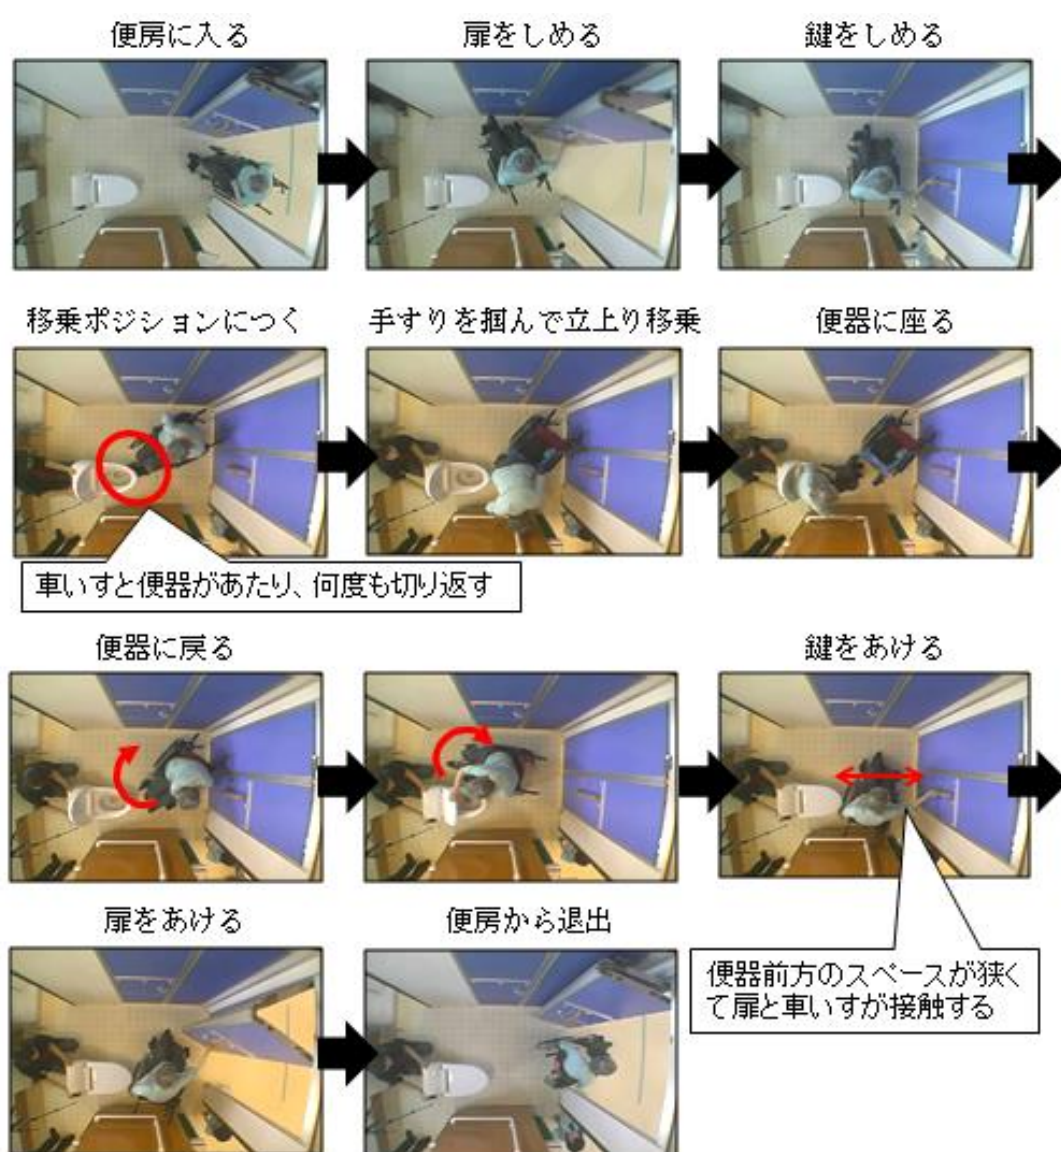 便房に入る
扉をしめる
鍵をしめる
移乗ポジションにつく
手すりを掴んで立上り移乗
便器に座る
車いすと便器があたり、何度も切り返す
便器に戻る
鍵をあける
扉をあける
便房から退出
便器前方のスペースが狭く
て扉と車いすが接触する